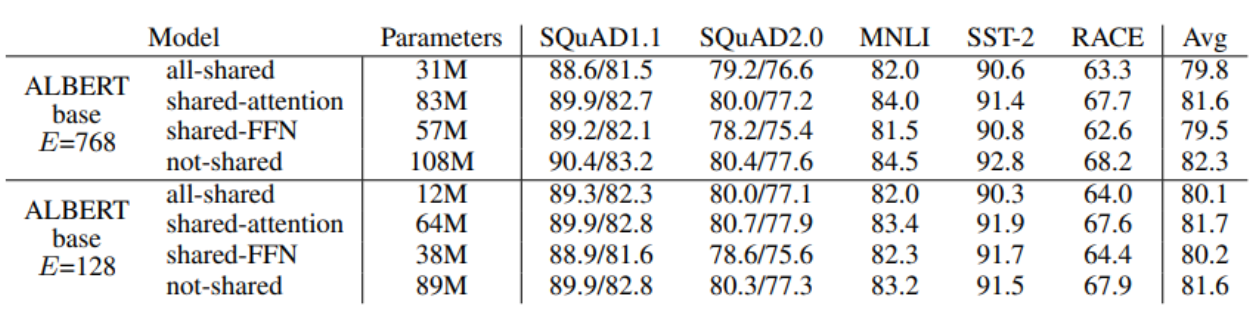 Model Parameters SQuAD1.1 SQuAD2.0 MNLI SST-2 RACE Avg
ALBERT base E=768
all-shared 31M 88.6/81.5 79.2/76.6 82.0 90.6 63.3 79.8
shared-attention 83M 89.9/82.7 80.0/77.2 84.0 91.4 67.7 81.6
shared-FFN 57M 89.2/82.1 78.2/75.4 81.5 90.8 62.6 79.5
not-shared 108M 90.4/83.2 80.4/77.6 84.5 92.8 68.2 82.3
ALBERT base E=128
all-shared 12M 89.3/82.3 80.0/77.1 82.0 90.3 64.0 80.1
shared-attention 64M 89.9/82.8 80.7/77.9 83.4 91.9 67.6 81.7
shared-FFN 38M 88.9/81.6 78.6/75.6 82.3 91.7 64.4 80.2
not-shared 89M 89.9/82.8 80.3/77.3 83.2 91.5 67.9 81.6